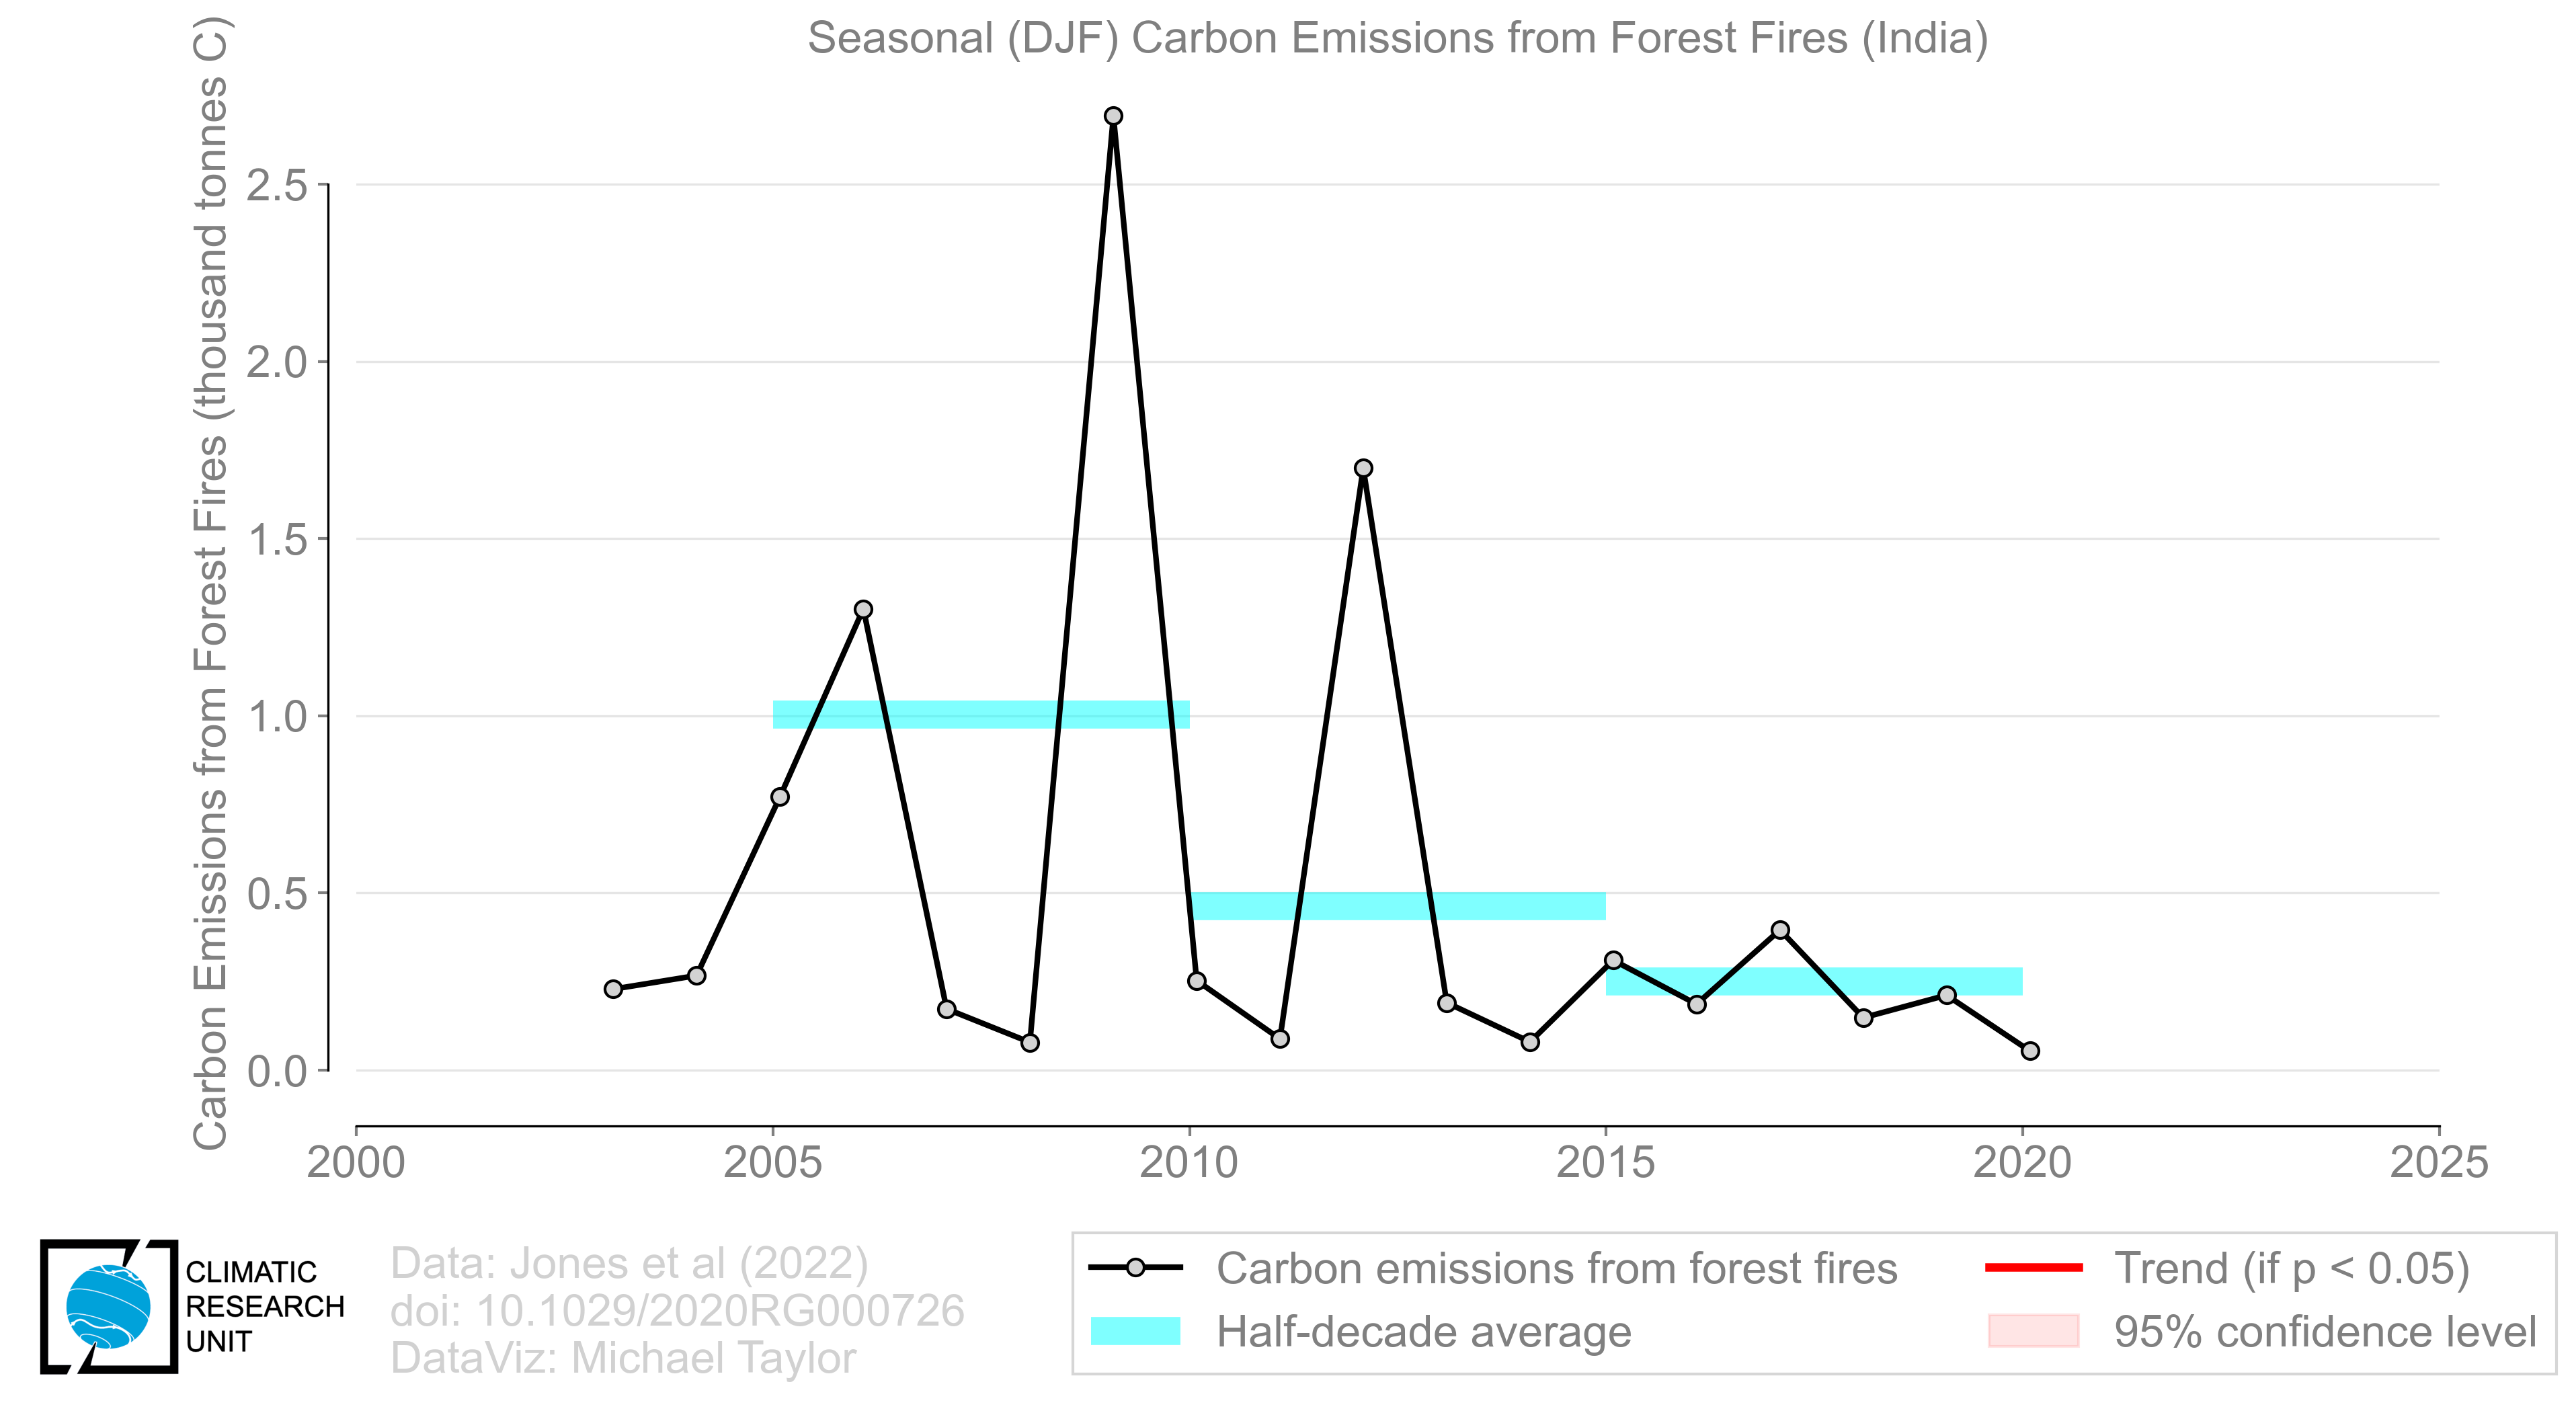 Seasonal (DJF) Carbon Emissions from Forest Fires (India)
Carbon Emissions from Forest Fires (thousand tonnes C)
2.5
2.0
1.5
1.0
0.5
0.0
2000 2005 2010 2015 2020 2025
CLIMATIC
RESEARCH
UNIT
Data: Jones et al (2022)
doi: 10.1029/2020RG000726
DataViz: Michael Taylor
Carbon emissions from forest fires
Half-decade average
Trend (if p < 0.05)
95% confidence level